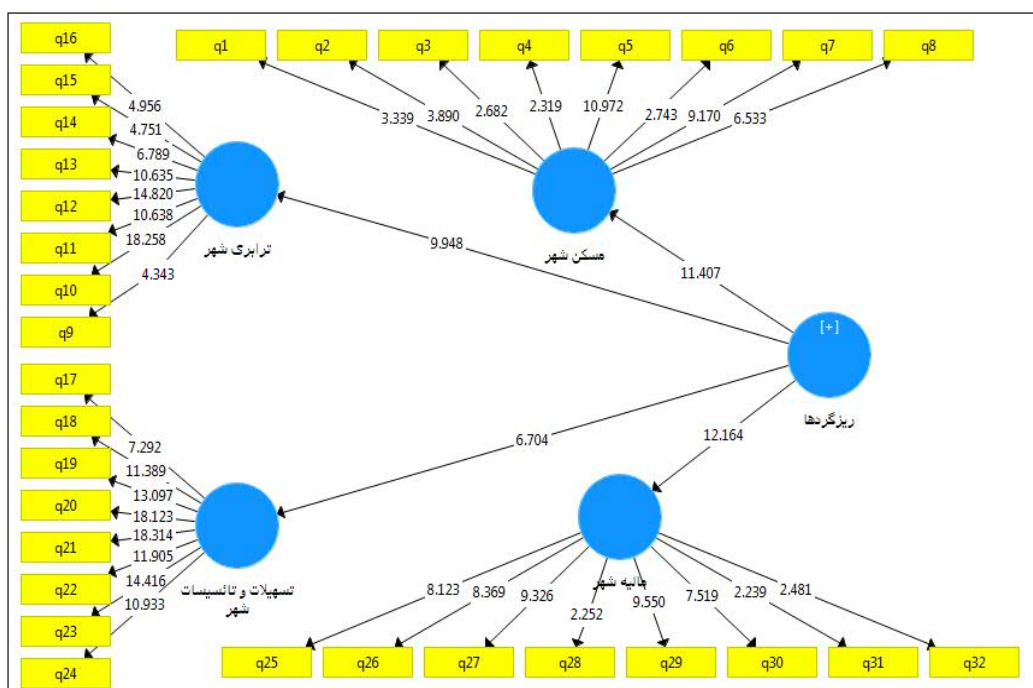 q1
q2
q3
q4
q5
q6
q7
q8
3.339
3.890
2.682
2.319
10.972
2.743
9.170
6.533
مسکن شهر
q16
q15
q14
q13
q12
q11
q10
q9
4.956
4.751
6.789
10.635
14.820
10.638
18.258
4.343
ترابری شهر
9.948
11.407
[+]
ریزگردها
6.704
12.164
q17
q18
q19
q20
q21
q22
q23
q24
7.292
11.389
13.097
18.123
18.314
11.905
14.416
10.933
تسهیلات و تائسیسات
شهر
مالیه شهر
8.123
8.369
9.326
2.252
9.550
7.519
2.239
2.481
q25
q26
q27
q28
q29
q30
q31
q32